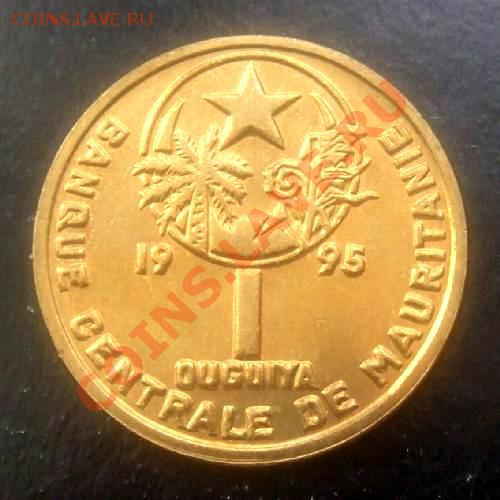 COINS.LAVE.RU
BANQUE CENTRALE DE MAURITANIE
19 95
1
OUGUIYA
COINS.LAVE.RU